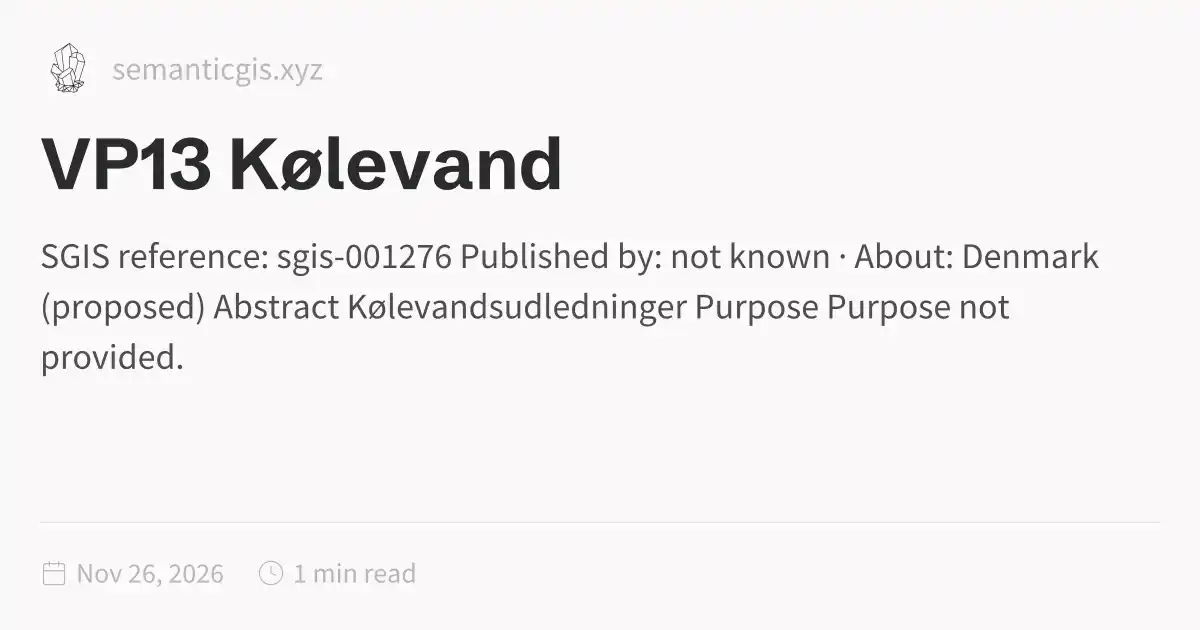 semanticgis.xyz
VP13 Kølevand
SGIS reference: sgis-001276 Published by: not known · About: Denmark
(proposed) Abstract Kølevandsudledninger Purpose Purpose not
provided.
Nov 26, 2026 1 min read